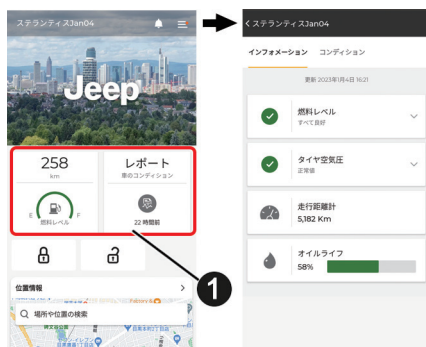 ステランティスJan04
Jeep
258
km
E
F
燃料レベル
レポート
車のコンディション
22 時間前
位置情報
場所や位置の検索
1
ステランティスJan04
インフォメーション コンディション
更新 2023年1月4日 16:21
燃料レベル
すべて良好
タイヤ空気圧
正常値
走行距離計
5,182 Km
オイルライフ
58%